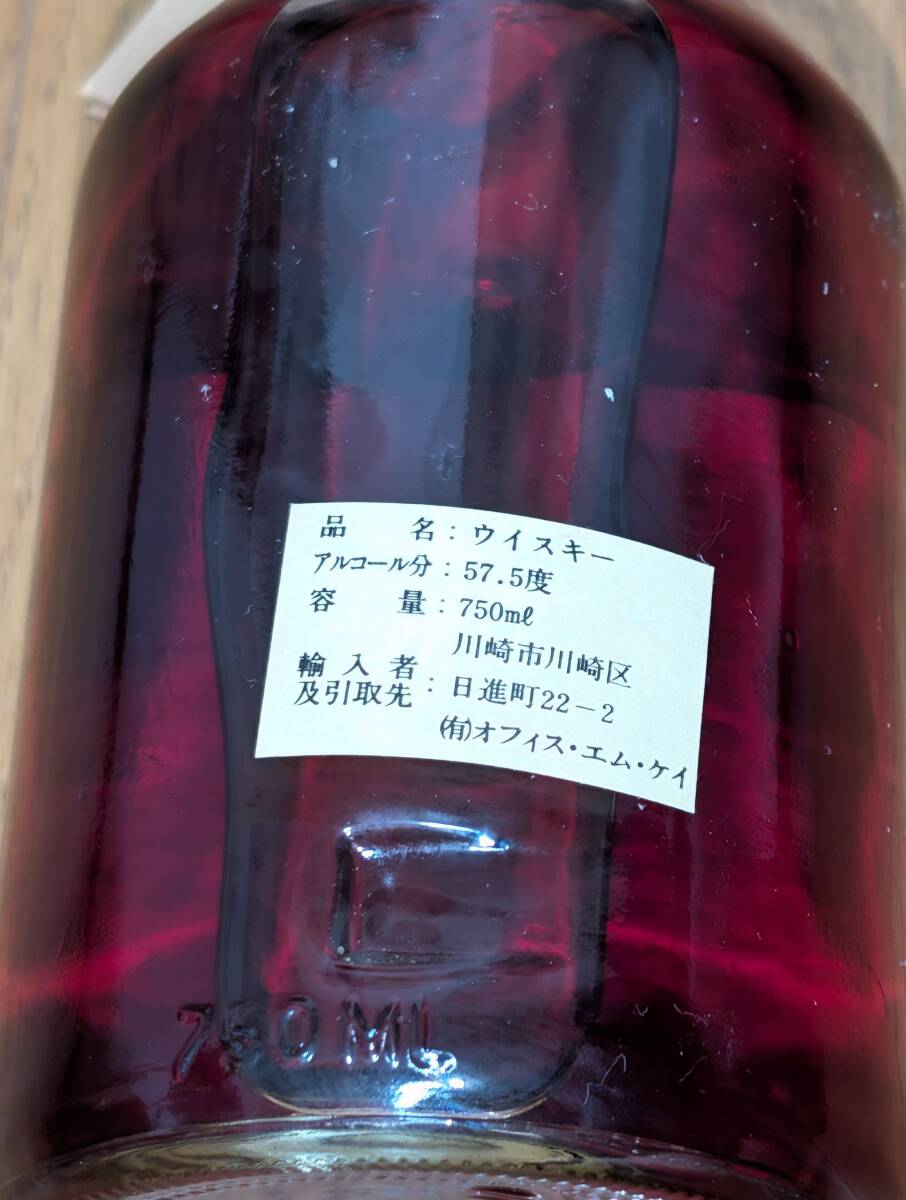 品　　名：ウイスキー
アルコール分：57.5度
容　　量：750mℓ
川崎市川崎区
輸入者
及引取先：日進町22－2
㈲オフィス・エム・ケイ
750 ML